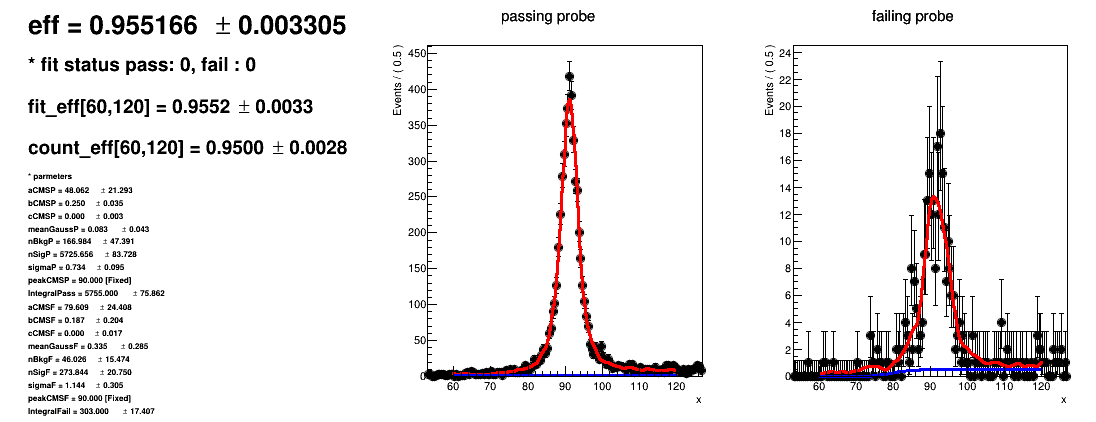 eff = 0.955166 ± 0.003305
* fit status pass: 0, fail : 0
fit_eff[60,120] = 0.9552 ± 0.0033
count_eff[60,120] = 0.9500 ± 0.0028
* parmeters
aCMSP = 48.062 ± 21.293
bCMSP = 0.250 ± 0.035
cCMSP = 0.000 ± 0.003
meanGaussP = 0.083 ± 0.043
nBkgP = 166.984 ± 47.391
nSigP = 5725.656 ± 83.728
sigmaP = 0.734 ± 0.095
peakCMSP = 90.000 [Fixed]
IntegralPass = 5755.000 ± 75.862
aCMSF = 79.609 ± 24.408
bCMSF = 0.187 ± 0.204
cCMSF = 0.000 ± 0.017
meanGaussF = 0.335 ± 0.285
nBkgF = 46.026 ± 15.474
nSigF = 273.844 ± 20.750
sigmaF = 1.144 ± 0.305
peakCMSF = 90.000 [Fixed]
IntegralFail = 303.000 ± 17.407
passing probe
Events / ( 0.5 )
450
400
350
300
250
200
150
100
50
0
60 70 80 90 100 110 120
x
failing probe
Events / ( 0.5 )
24
22
20
18
16
14
12
10
8
6
4
2
0
60 70 80 90 100 110 120
x